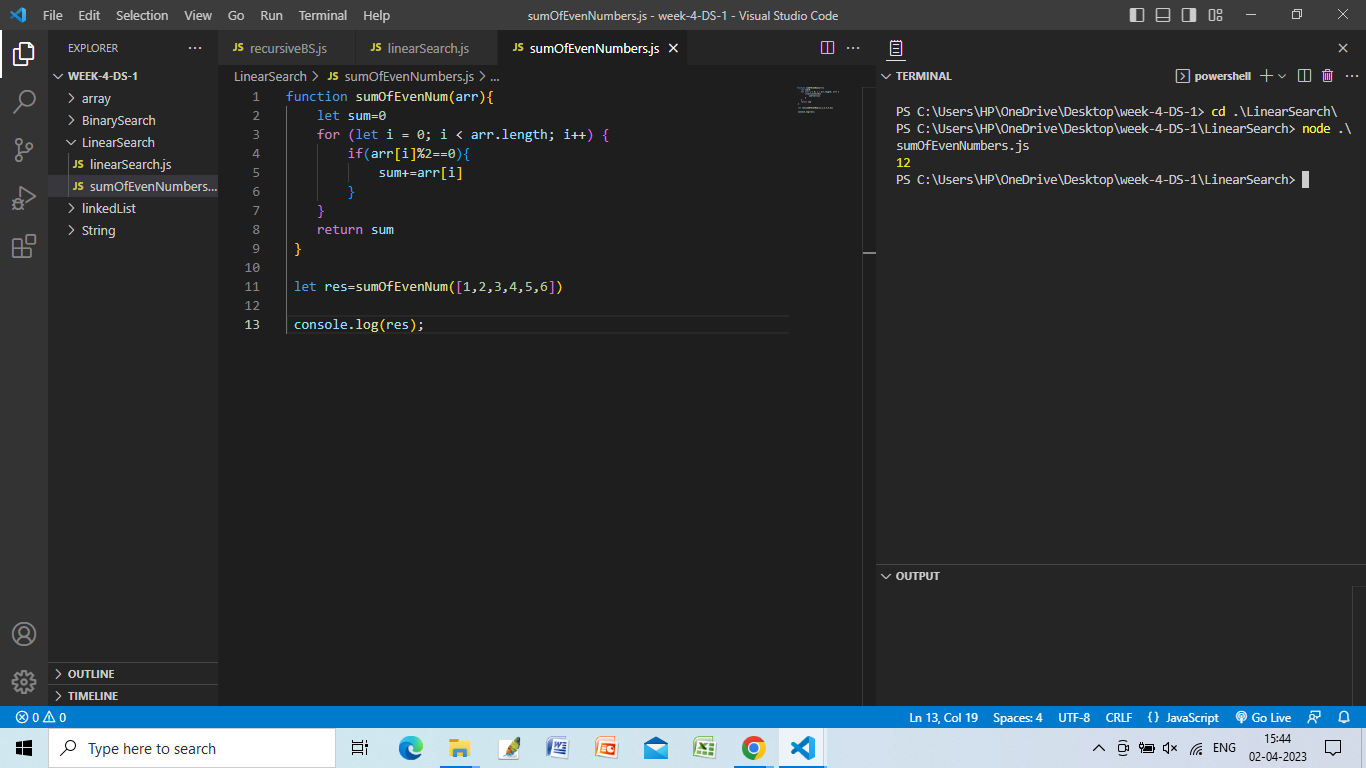 File Edit Selection View Go Run Terminal Help sumOfEvenNumbers.js - week-4-DS-1 - Visual Studio Code
EXPLORER ...
WEEK-4-DS-1
array
BinarySearch
LinearSearch
JS linearSearch.js
JS sumOfEvenNumbers...
linkedList
String
OUTLINE
TIMELINE
JS recursiveBS.js JS linearSearch.js JS sumOfEvenNumbers.js
LinearSearch > JS sumOfEvenNumbers.js > ...
1 function sumOfEvenNum(arr){
2 let sum=0
3 for (let i = 0; i < arr.length; i++) {
4 if(arr[i]%2==0){
5 sum+=arr[i]
6 }
7 }
8 return sum
9 }
10
11 let res=sumOfEvenNum([1,2,3,4,5,6])
12
13 console.log(res);
TERMINAL powershell
PS C:\Users\HP\OneDrive\Desktop\week-4-DS-1> cd .\LinearSearch\
PS C:\Users\HP\OneDrive\Desktop\week-4-DS-1\LinearSearch> node .\
sumOfEvenNumbers.js
12
PS C:\Users\HP\OneDrive\Desktop\week-4-DS-1\LinearSearch>
OUTPUT
0 0 Ln 13, Col 19 Spaces: 4 UTF-8 CRLF {} JavaScript Go Live
Type here to search ENG 15:44
02-04-2023